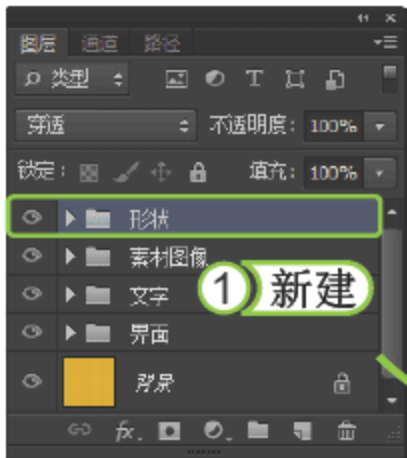 图层 通道 路径
类型 T
穿透 不透明度: 100%
锁定: 填充: 100%
形状
素材图像
① 新建
文字
界面
背景
fx.